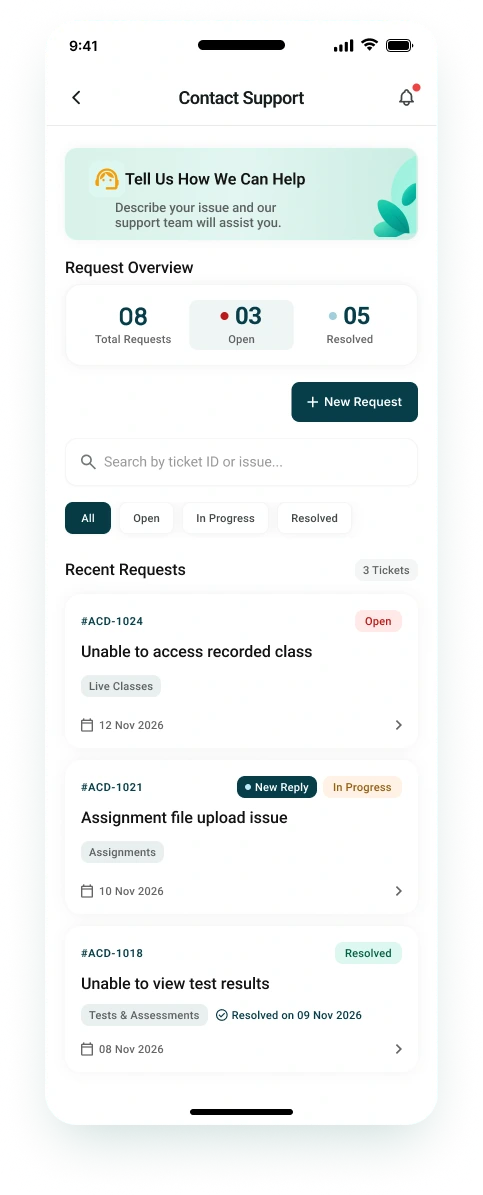 9:41
Contact Support
Tell Us How We Can Help
Describe your issue and our
support team will assist you.
Request Overview
08 03 05
Total Requests Open Resolved
+ New Request
Search by ticket ID or issue...
All Open In Progress Resolved
Recent Requests 3 Tickets
#ACD-1024 Open
Unable to access recorded class
Live Classes
12 Nov 2026
#ACD-1021 New Reply In Progress
Assignment file upload issue
Assignments
10 Nov 2026
#ACD-1018 Resolved
Unable to view test results
Tests & Assessments Resolved on 09 Nov 2026
08 Nov 2026